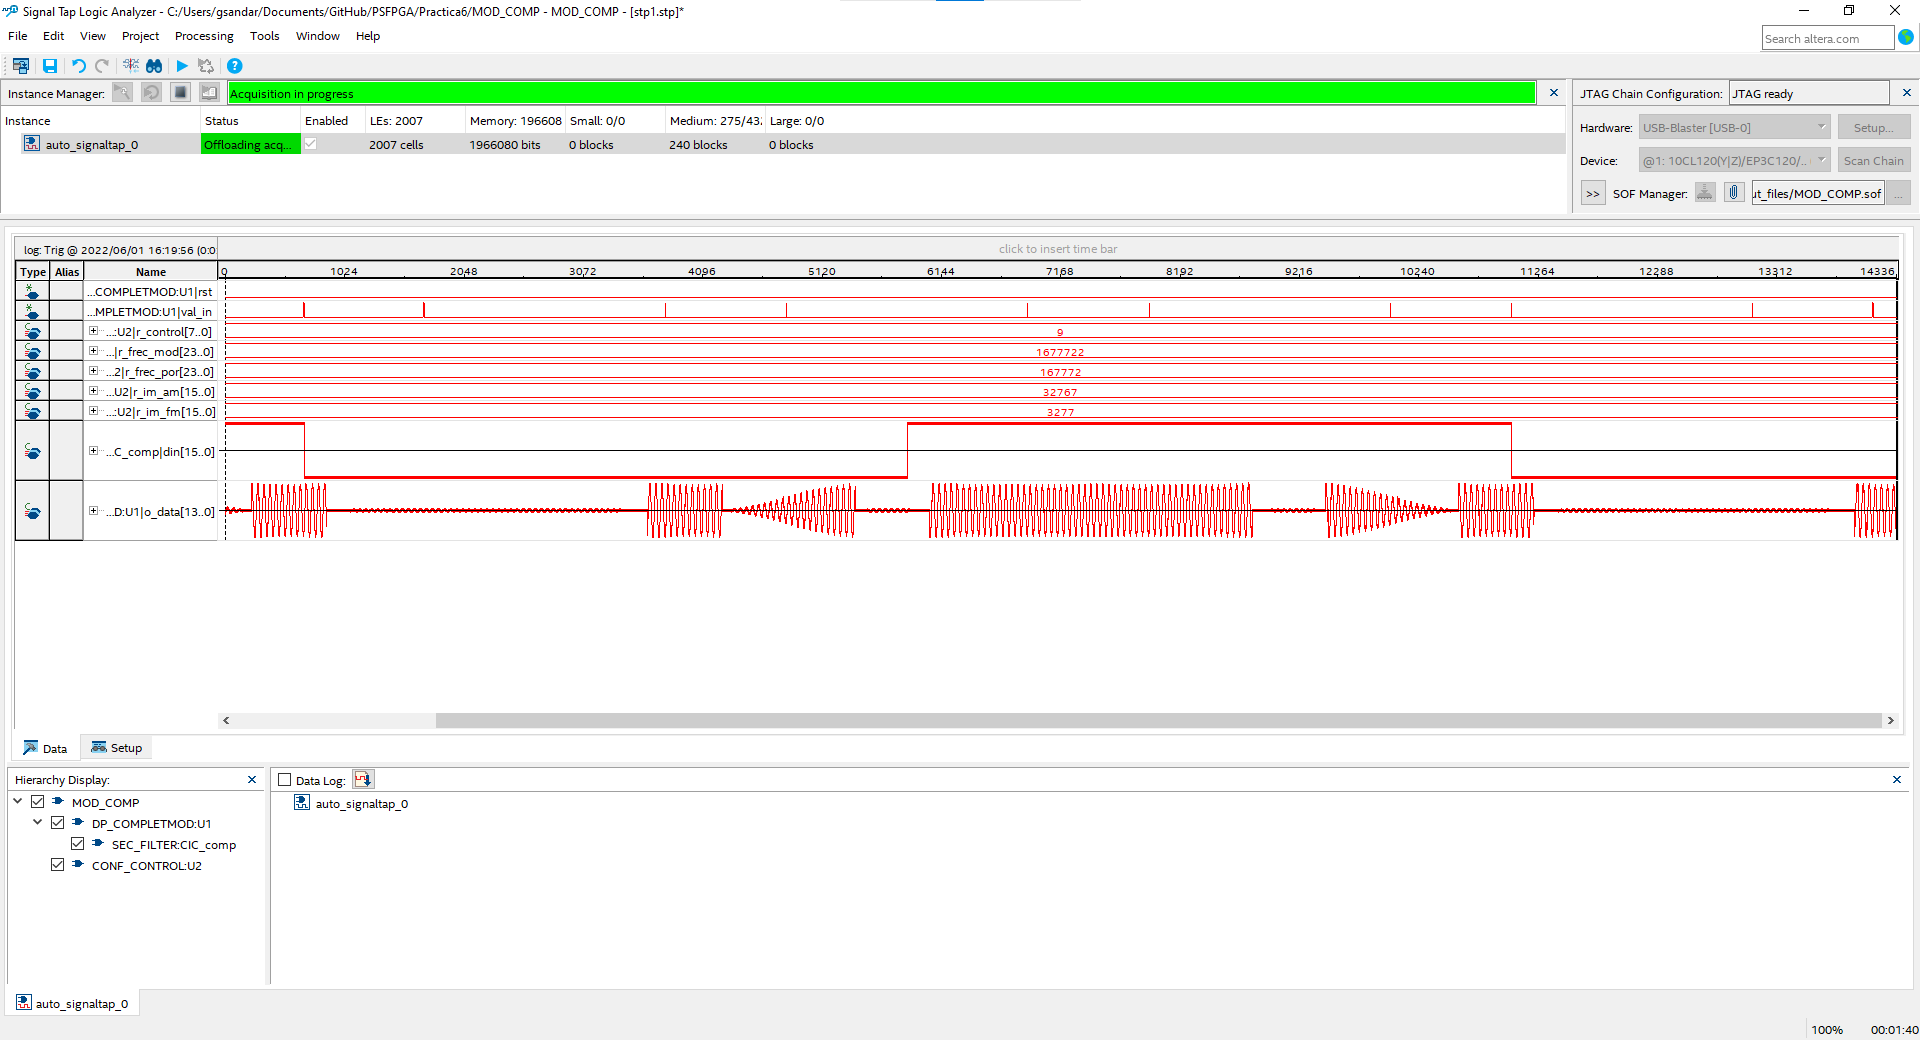 Signal Tap Logic Analyzer - C:/Users/gsandar/Documents/GitHub/PSFPGA/Practica6/MOD_COMP - MOD_COMP - [stp1.stp]*
File Edit View Project Processing Tools Window Help
Search altera.com
Instance Manager: Acquisition in progress
JTAG Chain Configuration: JTAG ready
Instance Status Enabled LEs: 2007 Memory: 196608 Small: 0/0 Medium: 275/43 Large: 0/0
auto_signaltap_0 Offloading acq... 2007 cells 1966080 bits 0 blocks 240 blocks 0 blocks
Hardware: USB-Blaster [USB-0] Setup...
Device: @1: 10CL120(Y|Z)/EP3C120/.. Scan Chain
>> SOF Manager: ut_files/MOD_COMP.sof ...
log: Trig @ 2022/06/01 16:19:56 (0:0
click to insert time bar
Type Alias Name 0 1024 2048 3072 4096 5120 6144 7168 8192 9216 10240 11264 12288 13312 14336
...COMPLETMOD:U1|rst
...MPLETMOD:U1|val_in
...:U2|r_control[7..0] 9
...|r_frec_mod[23..0] 1677722
...2|r_frec_por[23..0] 167772
...U2|r_im_am[15..0] 32767
...:U2|r_im_fm[15..0] 3277
...C_comp|din[15..0]
...D:U1|o_data[13..0]
Data Setup
Hierarchy Display:
MOD_COMP
DP_COMPLETMOD:U1
SEC_FILTER:CIC_comp
CONF_CONTROL:U2
Data Log:
auto_signaltap_0
auto_signaltap_0
100% 00:01:40